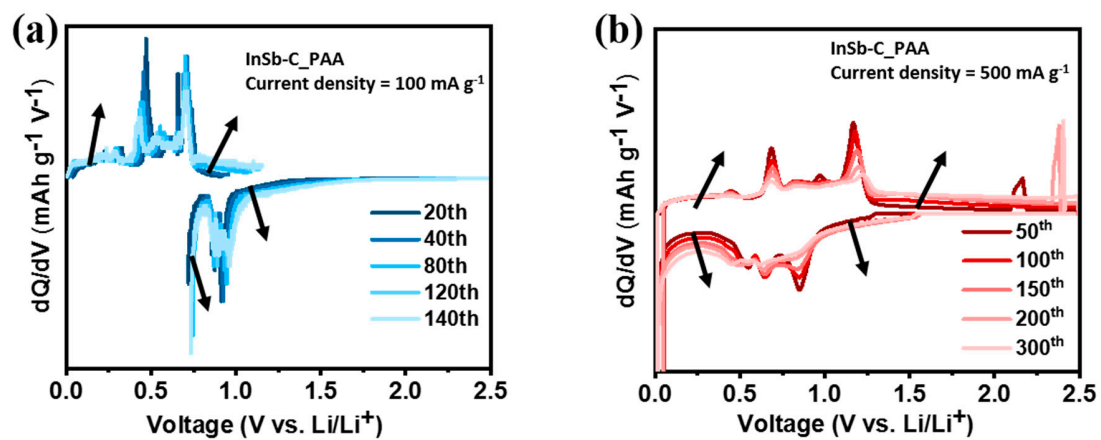 (a)
InSb-C_PAA
Current density = 100 mA g⁻¹
dQ/dV (mAh g⁻¹ V⁻¹)
20th
40th
80th
120th
140th
0.0 0.5 1.0 1.5 2.0 2.5
Voltage (V vs. Li/Li⁺)
(b)
InSb-C_PAA
Current density = 500 mA g⁻¹
dQ/dV (mAh g⁻¹ V⁻¹)
50ᵗʰ
100ᵗʰ
150ᵗʰ
200ᵗʰ
300ᵗʰ
0.0 0.5 1.0 1.5 2.0 2.5
Voltage (V vs. Li/Li⁺)